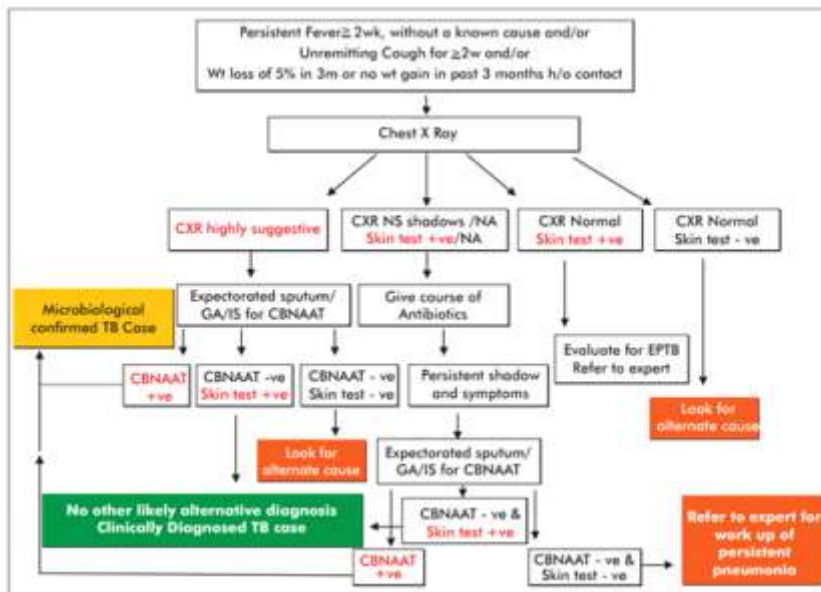 Persistent Fever≥ 2wk, without a known cause and/or
Unremitting Cough for ≥2w and/or
Wt loss of 5% in 3m or no wt gain in past 3 months h/o contact
Chest X Ray
CXR highly suggestive
CXR NS shadows /NA
Skin test +ve/NA
CXR Normal
Skin test +ve
CXR Normal
Skin test - ve
Microbiological
confirmed TB Case
Expectorated sputum/
GA/IS for CBNAAT
Give course of
Antibiotics
Evaluate for EPTB
Refer to expert
CBNAAT
+ve
CBNAAT -ve
Skin test +ve
CBNAAT - ve
Skin test - ve
Persistent shadow
and symptoms
Look for
alternate cause
Look for
alternate cause
Expectorated sputum/
GA/IS for CBNAAT
No other likely alternative diagnosis
Clinically Diagnosed TB case
CBNAAT - ve &
Skin test +ve
Refer to expert for
work up of
persistent
pneumonia
CBNAAT
+ve
CBNAAT - ve &
Skin test - ve